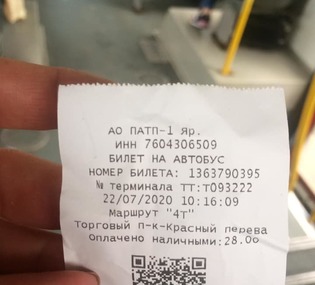 АО ПАТП-1 Яр.
ИНН 7604306509
БИЛЕТ НА АВТОБУС
НОМЕР БИЛЕТА: 1363790395
№ терминала ТТ:Т093222
22/07/2020 10:16:09
Маршрут "4т"
Торговый п-к-Красный перева
Оплачено наличными:28.00